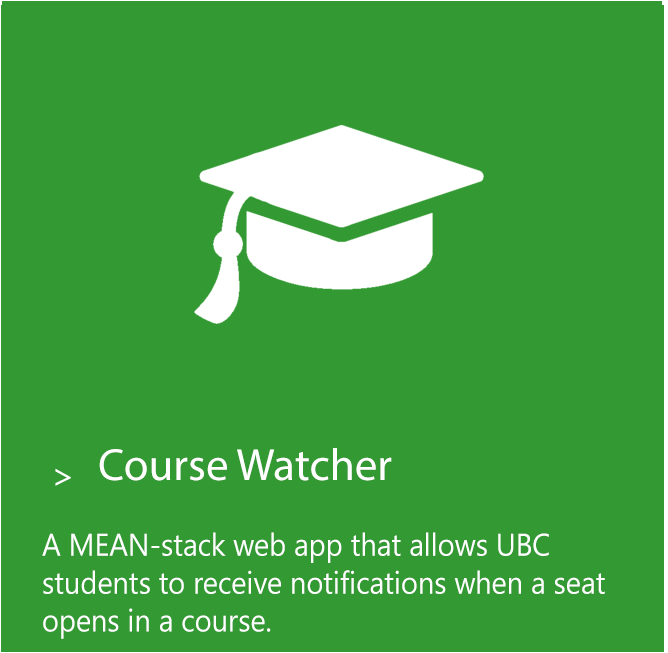 > Course Watcher
A MEAN-stack web app that allows UBC
students to receive notifications when a seat
opens in a course.